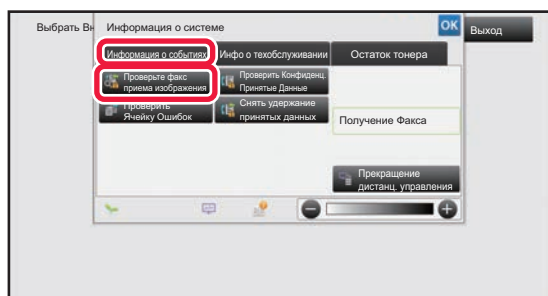 Выбрать Вн
Информация о системе
OK
Выход
Информация о событиях
Инфо о техобслуживании
Остаток тонера
Проверьте факс
приема изображения
Проверить Конфиденц.
Принятые Данные
Проверить
Ячейку Ошибок
Снять удержание
принятых данных
Получение Факса
Прекращение
дистанц. управления